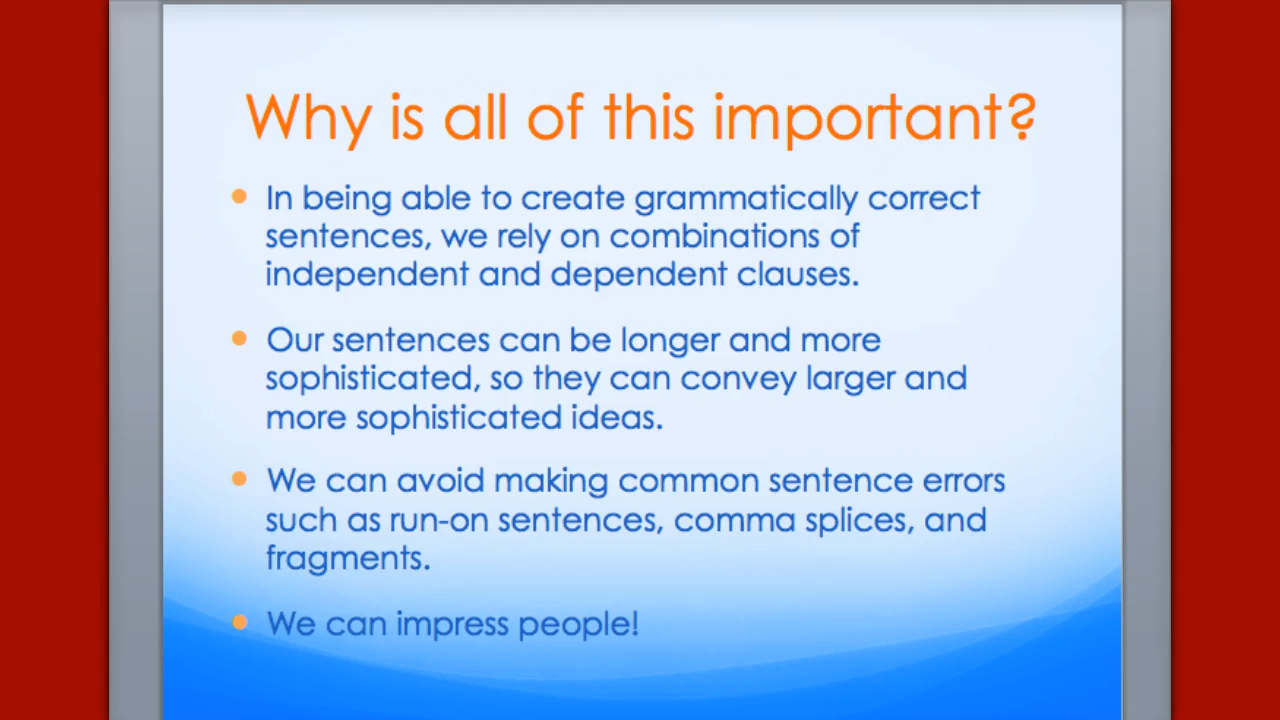 Why is all of this important?
In being able to create grammatically correct
sentences, we rely on combinations of
independent and dependent clauses.
Our sentences can be longer and more
sophisticated, so they can convey larger and
more sophisticated ideas.
We can avoid making common sentence errors
such as run-on sentences, comma splices, and
fragments.
We can impress people!